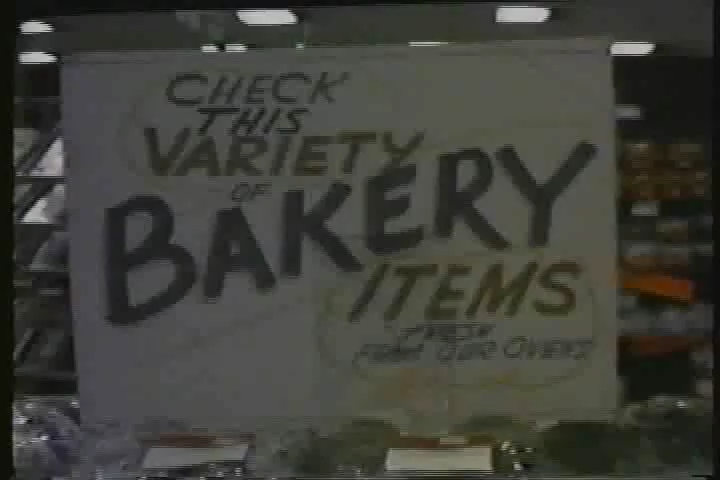 CHECK
THIS
VARIETY
OF
BAKERY
ITEMS
FRESH
FROM OUR OVENS